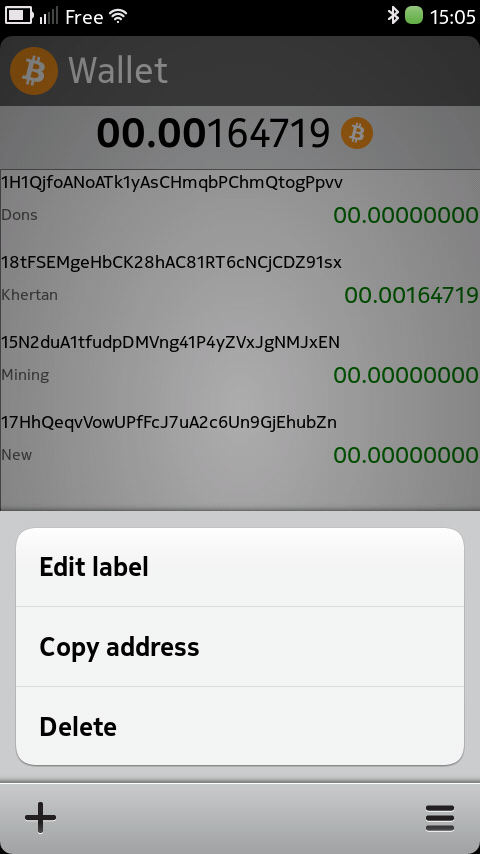 Free 15:05
Wallet
00.00164719
1H1QjfoANoATk1yAsCHmqbPChmQtogPpvv
Dons 00.00000000
18tFSEMgeHbCK28hAC81RT6cNCjCDZ91sx
Khertan 00.00164719
15N2duA1tfudpDMVng41P4yZVxJgNMJxEN
Mining 00.00000000
17HhQeqvVowUPfFcJ7uA2c6Un9GjEhubZn
New 00.00000000
Edit label
Copy address
Delete